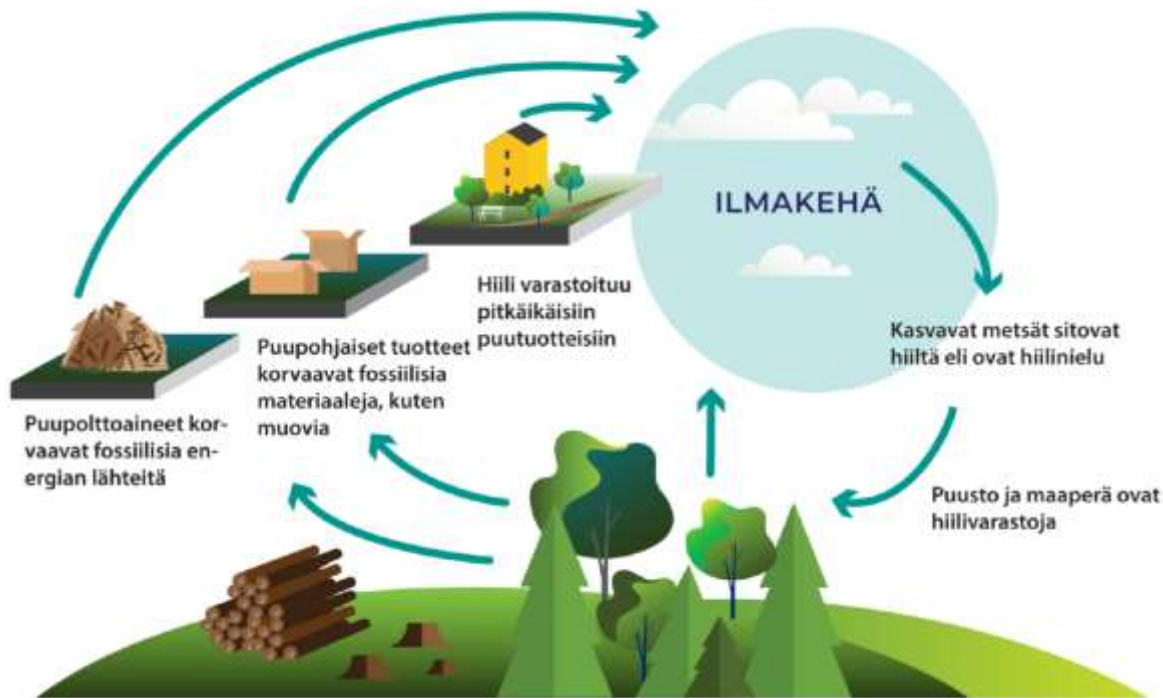 ILMAKEHÄ
Hiili varastoituu
pitkäikäisiin
puutuotteisiin
Puupohjaiset tuotteet
korvaavat fossiilisia
materiaaleja, kuten
muovia
Puupolttoaineet kor-
vaavat fossiilisia en-
ergian lähteitä
Kasvavat metsät sitovat
hiiltä eli ovat hiilinielu
Puusto ja maaperä ovat
hiilivarastoja